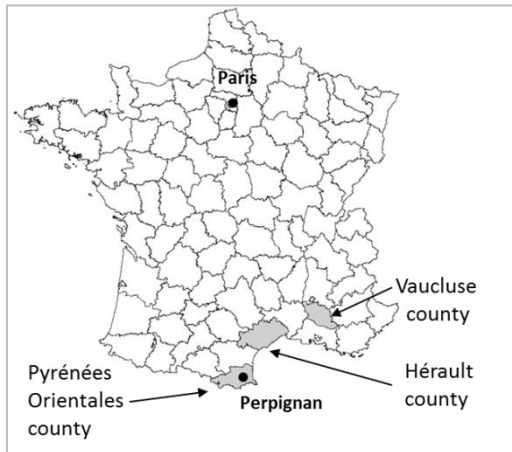 Paris
Vaucluse
county
Pyrénées
Orientales
county
Perpignan
Hérault
county